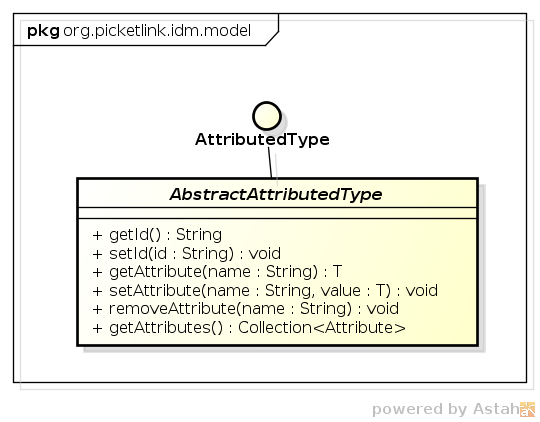 pkg org.picketlink.idm.model
AttributedType
AbstractAttributedType
+ getId() : String
+ setId(id : String) : void
+ getAttribute(name : String) : T
+ setAttribute(name : String, value : T) : void
+ removeAttribute(name : String) : void
+ getAttributes() : Collection<Attribute>
powered by Astah